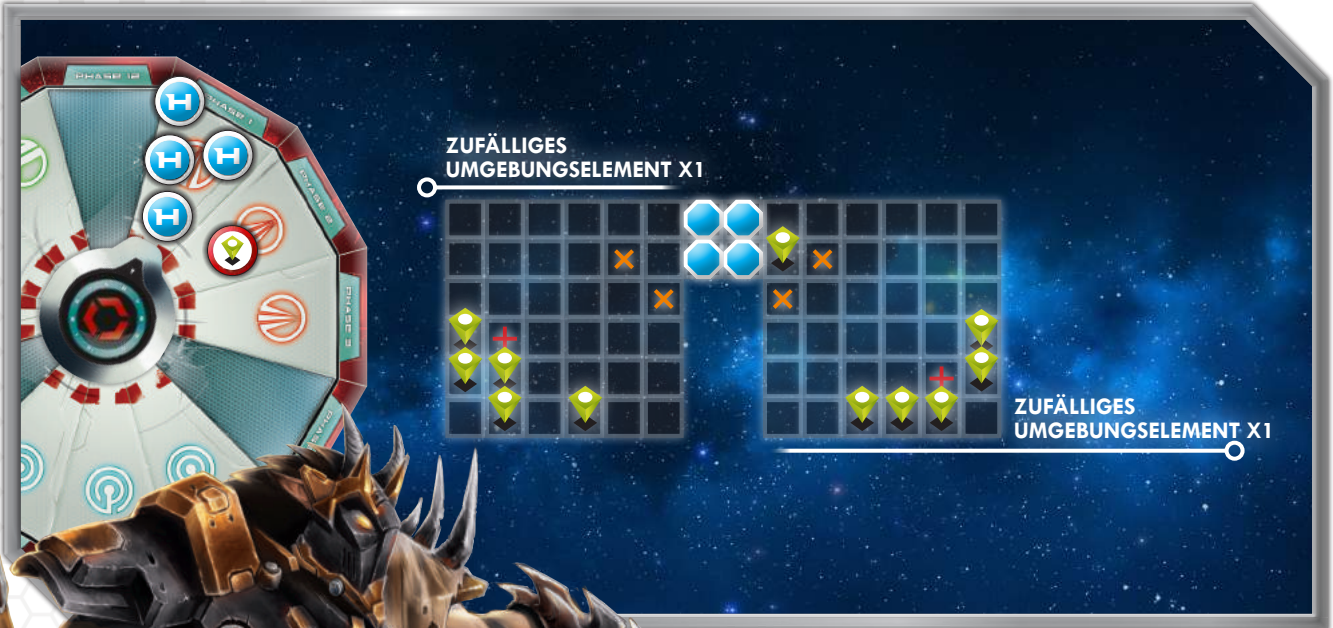 PHASE 12
PHASE 1
PHASE 2
PHASE 3
H
H
H
H
ZUFÄLLIGES
UMGEBUNGSELEMENT X1
ZUFÄLLIGES
UMGEBUNGSELEMENT X1